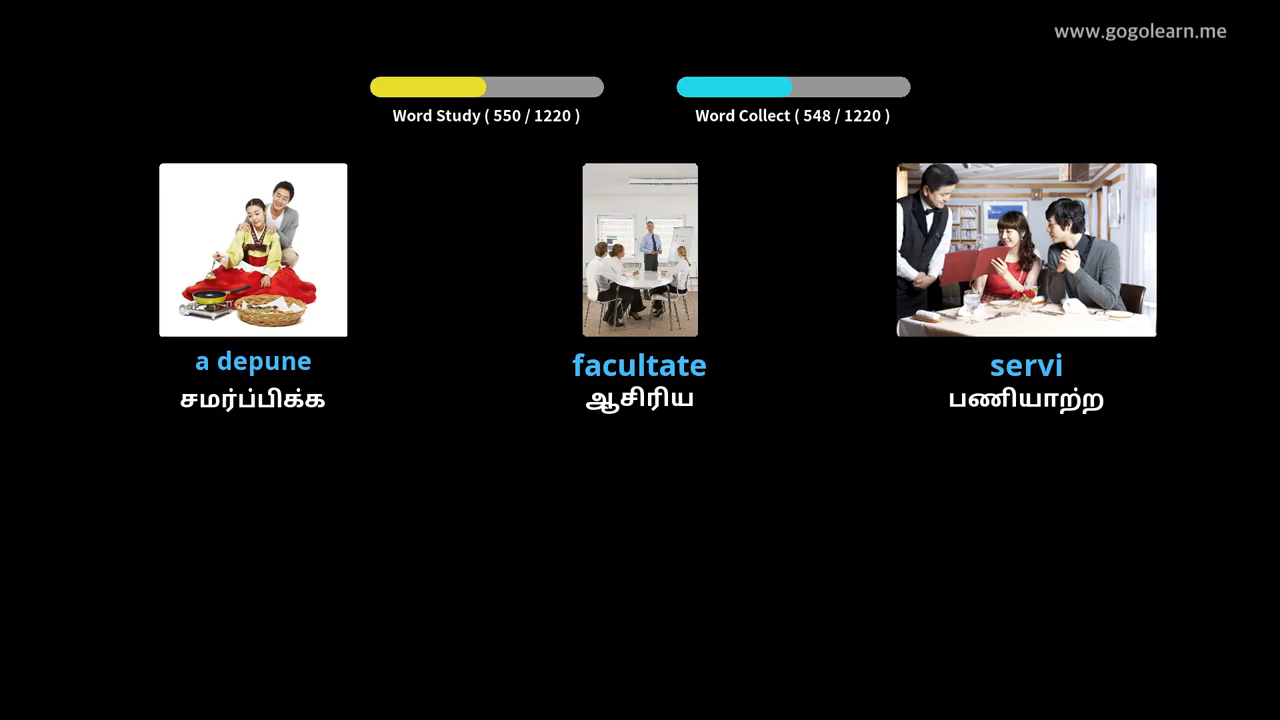 www.gogolearn.me
Word Study ( 550 / 1220 )
Word Collect ( 548 / 1220 )
a depune
சமர்ப்பிக்க
facultate
ஆசிரிய
servi
பணியாற்ற